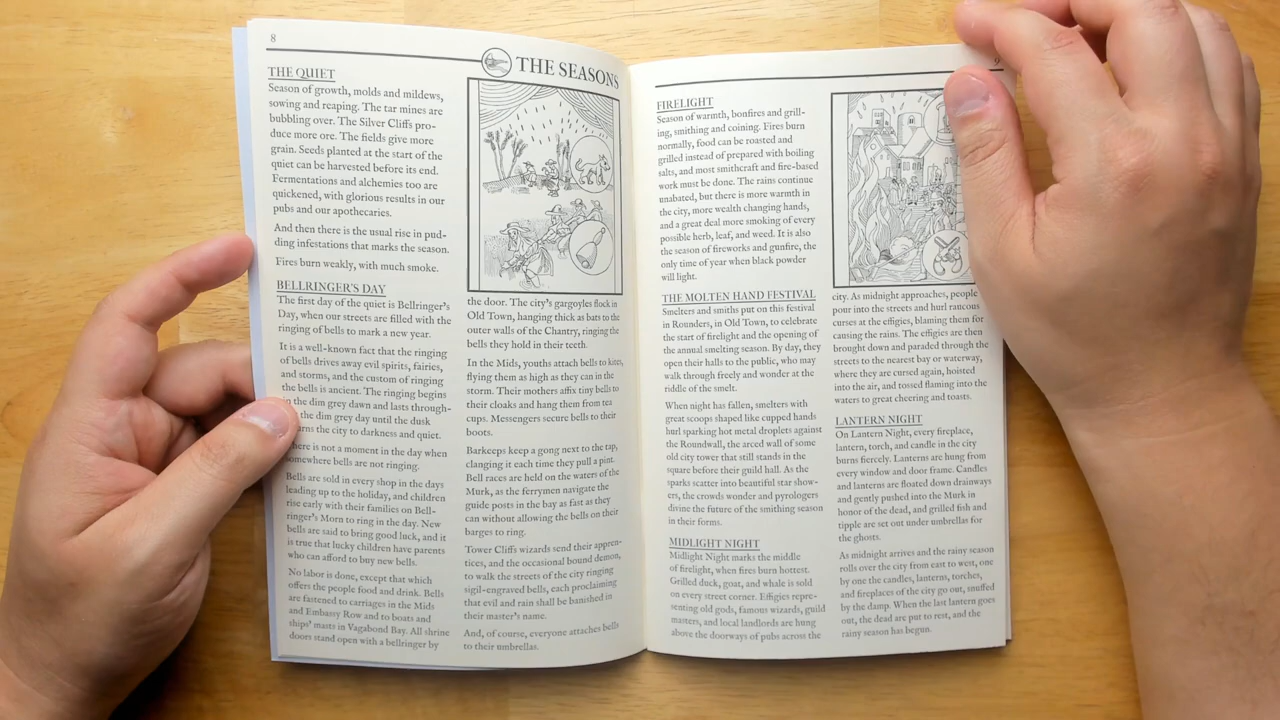 8
THE SEASONS
THE QUIET
Season of growth, molds and mildews,
sowing and reaping. The tar mines are
bubbling over. The Silver Cliffs pro-
duce more ore. The fields give more
grain. Seeds planted at the start of the
quiet can be harvested before its end.
Fermentations and alchemies too are
quickened, with glorious results in our
pubs and our apothecaries.
And then there is the usual rise in pud-
ding infestations that marks the season.
Fires burn weakly, with much smoke.
BELLRINGER'S DAY
The first day of the quiet is Bellringer's
Day, when our streets are filled with the
ringing of bells to mark a new year.
It is a well-known fact that the ringing
of bells drives away evil spirits, fairies,
and storms, and the custom of ringing
the bells is ancient. The ringing begins
in the dim grey dawn and lasts through-
the dim grey day until the dusk
turns the city to darkness and quiet.
There is not a moment in the day when
somewhere bells are not ringing.
Bells are sold in every shop in the days
leading up to the holiday, and children
rise early with their families on Bell-
ringer's Morn to ring in the day. New
bells are said to bring good luck, and it
is true that lucky children have parents
who can afford to buy new bells.
No labor is done, except that which
offers the people food and drink. Bells
are fastened to carriages in the Mids
and Embassy Row and to boats and
ships' masts in Vagabond Bay. All shrine
doors stand open with a bellringer by
the door. The city's gargoyles flock in
Old Town, hanging thick as bats to the
outer walls of the Chantry, ringing the
bells they hold in their teeth.
In the Mids, youths attach bells to kites,
flying them as high as they can in the
storm. Their mothers affix tiny bells to
their cloaks and hang them from tea
cups. Messengers secure bells to their
boots.
Barkeeps keep a gong next to the tap,
clanging it each time they pull a pint.
Bell races are held on the waters of the
Murk, as the ferrymen navigate the
guide posts in the bay as fast as they
can without allowing the bells on their
barges to ring.
Tower Cliffs wizards send their appren-
tices, and the occasional bound demon,
to walk the streets of the city ringing
sigil-engraved bells, each proclaiming
that evil and rain shall be banished in
their master's name.
And, of course, everyone attaches bells
to their umbrellas.
9
FIRELIGHT
Season of warmth, bonfires and grill-
ing, smithing and coining. Fires burn
normally, food can be roasted and
grilled instead of prepared with boiling
salts, and most smithcraft and fire-based
work must be done. The rains continue
unabated, but there is more warmth in
the city, more wealth changing hands,
and a great deal more smoking of every
possible herb, leaf, and weed. It is also
the season of fireworks and gunfire, the
only time of year when black powder
will light.
THE MOLTEN HAND FESTIVAL
Smelters and smiths put on this festival
in Rounders, in Old Town, to celebrate
the start of firelight and the opening of
the annual smelting season. By day, they
open their halls to the public, who may
walk through freely and wonder at the
riddle of the smelt.
When night has fallen, smelters with
great scoops shaped like cupped hands
hurl sparking hot metal droplets against
the Roundwall, the arced wall of some
old city tower that still stands in the
square before their guild hall. As the
sparks scatter into beautiful star show-
ers, the crowds wonder and pyrologers
divine the future of the smithing season
in their forms.
MIDLIGHT NIGHT
Midlight Night marks the middle
of firelight, when fires burn hottest.
Grilled duck, goat, and whale is sold
on every street corner. Effigies repre-
senting old gods, famous wizards, guild
masters, and local landlords are hung
above the doorways of pubs across the
city. As midnight approaches, people
pour into the streets and hurl raucous
curses at the effigies, blaming them for
causing the rains. The effigies are then
brought down and paraded through the
streets to the nearest bay or waterway,
where they are cursed again, hoisted
into the air, and tossed flaming into the
waters to great cheering and toasts.
LANTERN NIGHT
On Lantern Night, every fireplace,
lantern, torch, and candle in the city
burns fiercely. Lanterns are hung from
every window and door frame. Candles
and lanterns are floated down drainways
and gently pushed into the Murk in
honor of the dead, and grilled fish and
tipple are set out under umbrellas for
the ghosts.
As midnight arrives and the rainy season
rolls over the city from east to west, one
by one the candles, lanterns, torches,
and fireplaces of the city go out, snuffed
by the damp. When the last lantern goes
out, the dead are put to rest, and the
rainy season has begun.